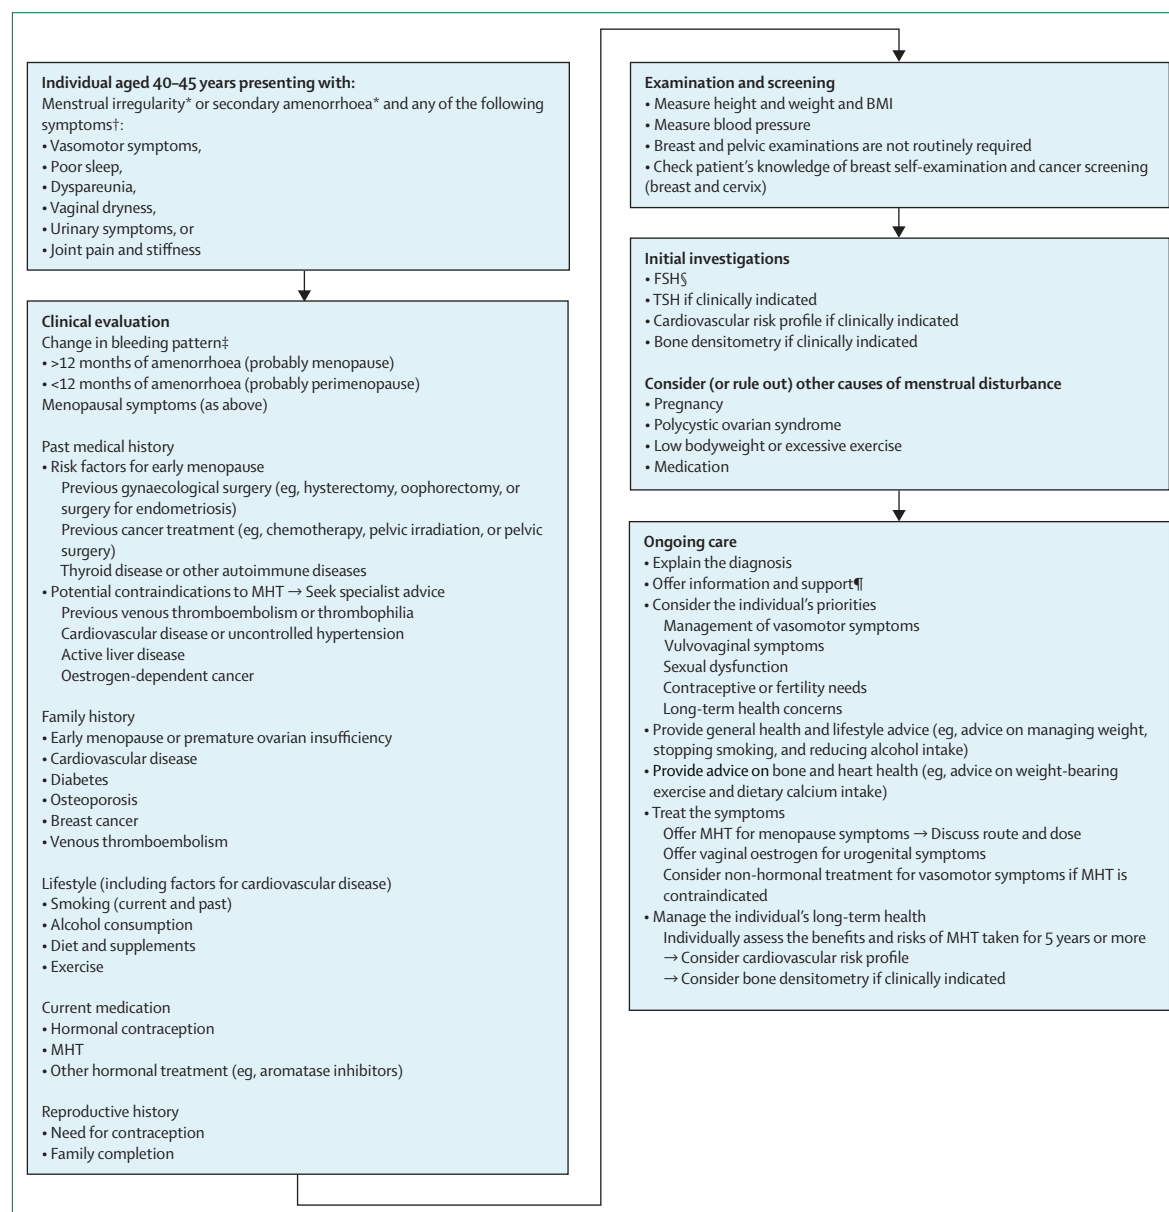 Individual aged 40–45 years presenting with:
Menstrual irregularity* or secondary amenorrhoea* and any of the following
symptoms†:
• Vasomotor symptoms,
• Poor sleep,
• Dyspareunia,
• Vaginal dryness,
• Urinary symptoms, or
• Joint pain and stiffness
Clinical evaluation
Change in bleeding pattern‡
• >12 months of amenorrhoea (probably menopause)
• <12 months of amenorrhoea (probably perimenopause)
Menopausal symptoms (as above)
Past medical history
• Risk factors for early menopause
Previous gynaecological surgery (eg, hysterectomy, oophorectomy, or
surgery for endometriosis)
Previous cancer treatment (eg, chemotherapy, pelvic irradiation, or pelvic
surgery)
Thyroid disease or other autoimmune diseases
• Potential contraindications to MHT → Seek specialist advice
Previous venous thromboembolism or thrombophilia
Cardiovascular disease or uncontrolled hypertension
Active liver disease
Oestrogen-dependent cancer
Family history
• Early menopause or premature ovarian insufficiency
• Cardiovascular disease
• Diabetes
• Osteoporosis
• Breast cancer
• Venous thromboembolism
Lifestyle (including factors for cardiovascular disease)
• Smoking (current and past)
• Alcohol consumption
• Diet and supplements
• Exercise
Current medication
• Hormonal contraception
• MHT
• Other hormonal treatment (eg, aromatase inhibitors)
Reproductive history
• Need for contraception
• Family completion
Examination and screening
• Measure height and weight and BMI
• Measure blood pressure
• Breast and pelvic examinations are not routinely required
• Check patient's knowledge of breast self-examination and cancer screening
(breast and cervix)
Initial investigations
• FSH§
• TSH if clinically indicated
• Cardiovascular risk profile if clinically indicated
• Bone densitometry if clinically indicated
Consider (or rule out) other causes of menstrual disturbance
• Pregnancy
• Polycystic ovarian syndrome
• Low bodyweight or excessive exercise
• Medication
Ongoing care
• Explain the diagnosis
• Offer information and support¶
• Consider the individual's priorities
Management of vasomotor symptoms
Vulvovaginal symptoms
Sexual dysfunction
Contraceptive or fertility needs
Long-term health concerns
• Provide general health and lifestyle advice (eg, advice on managing weight,
stopping smoking, and reducing alcohol intake)
• Provide advice on bone and heart health (eg, advice on weight-bearing
exercise and dietary calcium intake)
• Treat the symptoms
Offer MHT for menopause symptoms → Discuss route and dose
Offer vaginal oestrogen for urogenital symptoms
Consider non-hormonal treatment for vasomotor symptoms if MHT is
contraindicated
• Manage the individual's long-term health
Individually assess the benefits and risks of MHT taken for 5 years or more
→ Consider cardiovascular risk profile
→ Consider bone densitometry if clinically indicated